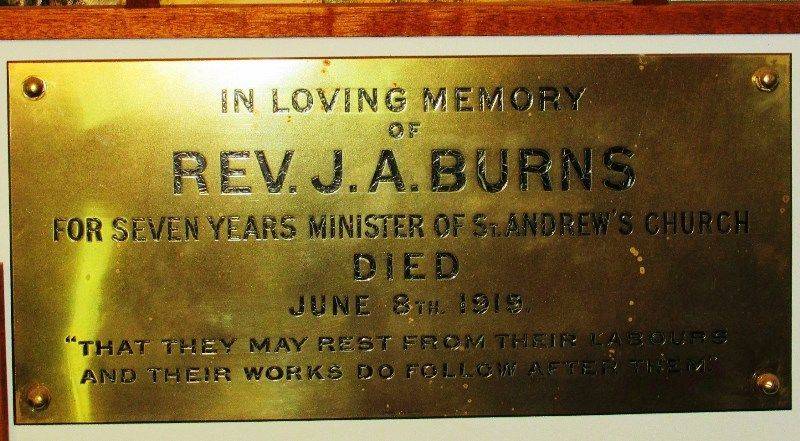 IN LOVING MEMORY
OF
REV. J. A. BURNS
FOR SEVEN YEARS MINISTER OF ST. ANDREW'S CHURCH
DIED
JUNE 8TH. 1919.
"THAT THEY MAY REST FROM THEIR LABOURS
AND THEIR WORKS DO FOLLOW AFTER THEM"